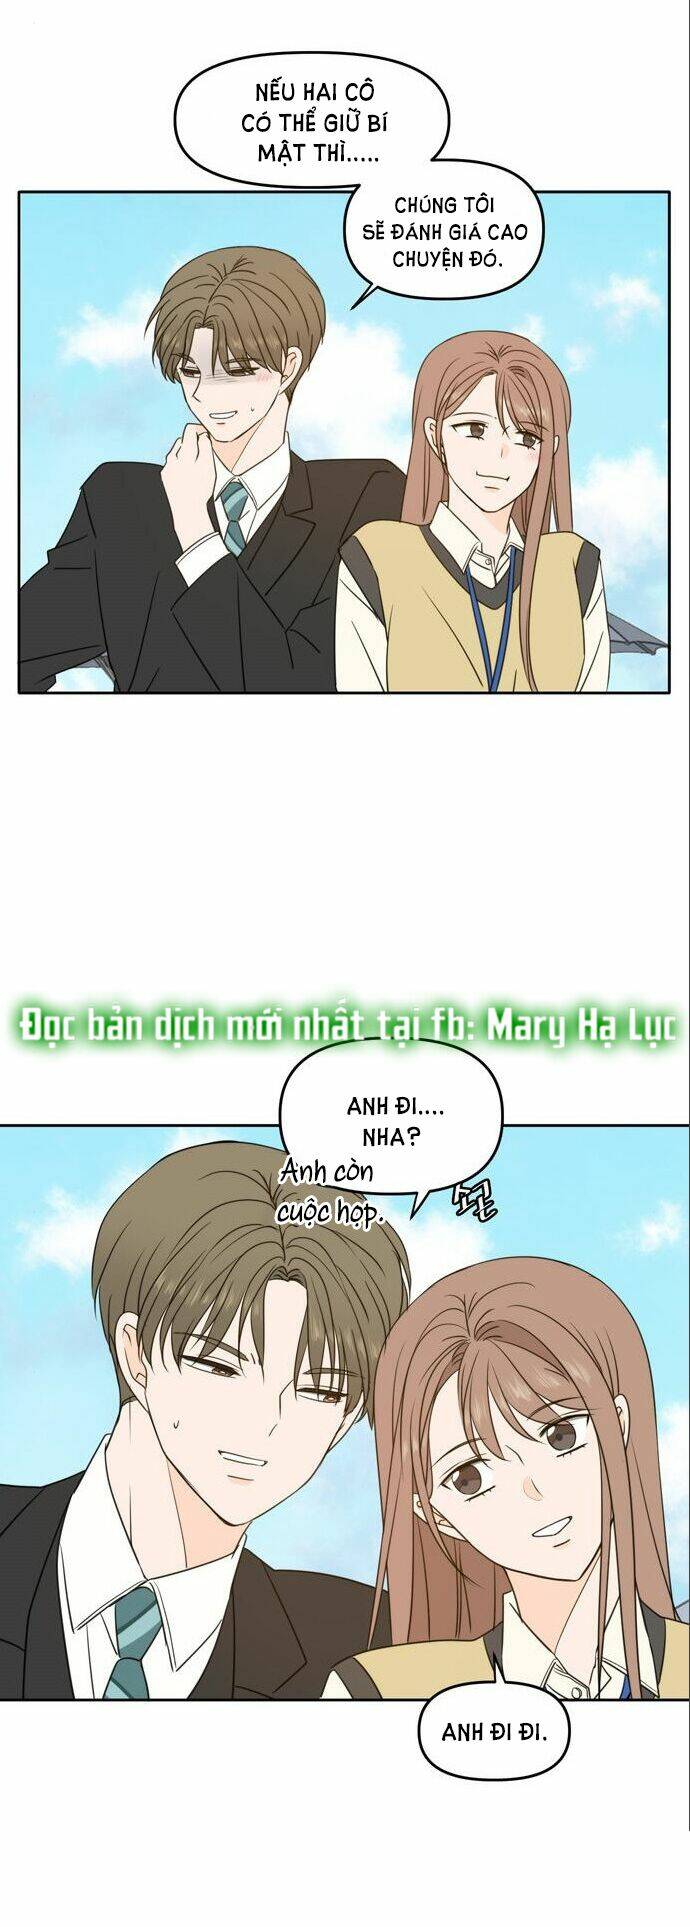 NẾU HAI CÔ
CÓ THỂ GIỮ BÍ
MẬT THÌ.....
CHÚNG TÔI
SẼ ĐÁNH GIÁ CAO
CHUYỆN ĐÓ.
Đọc bản dịch mới nhất tại fb: Mary Hạ Lục
ANH ĐI....
NHA?
Anh còn
cuộc họp.
ANH ĐI ĐI.